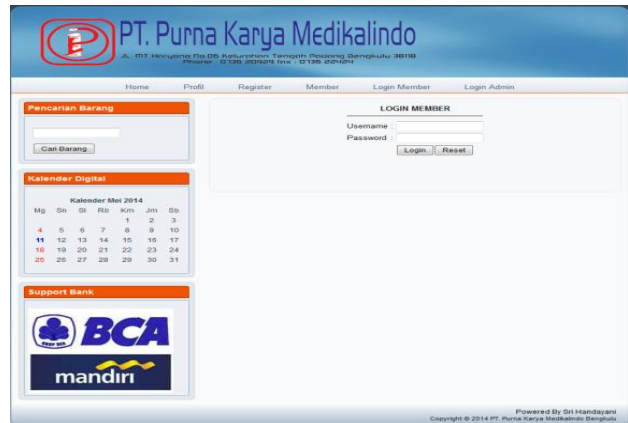 PT. Purna Karya Medikalindo
JL. MT Haryono No.06 Kelurahan Tengah Padang Bengkulu 38118
Phone : 0736 20929 fax : 0736 22424
Home Profil Register Member Login Member Login Admin
Pencarian Barang
Cari Barang
LOGIN MEMBER
Username :
Password :
Login Reset
Kalender Digital
Kalender Mei 2014
Mg Sn Sl Rb Km Jm Sb
1 2 3
4 5 6 7 8 9 10
11 12 13 14 15 16 17
18 19 20 21 22 23 24
25 26 27 28 29 30 31
Support Bank
BCA
mandırı
Powered By Sri Handayani
Copyright © 2014 PT. Purna Karya Medikalindo Bengkulu